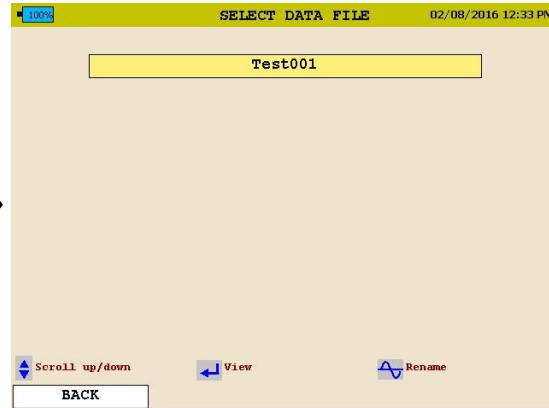 100% SELECT DATA FILE 02/08/2016 12:33 PM
Test001
Scroll up/down View Rename
BACK